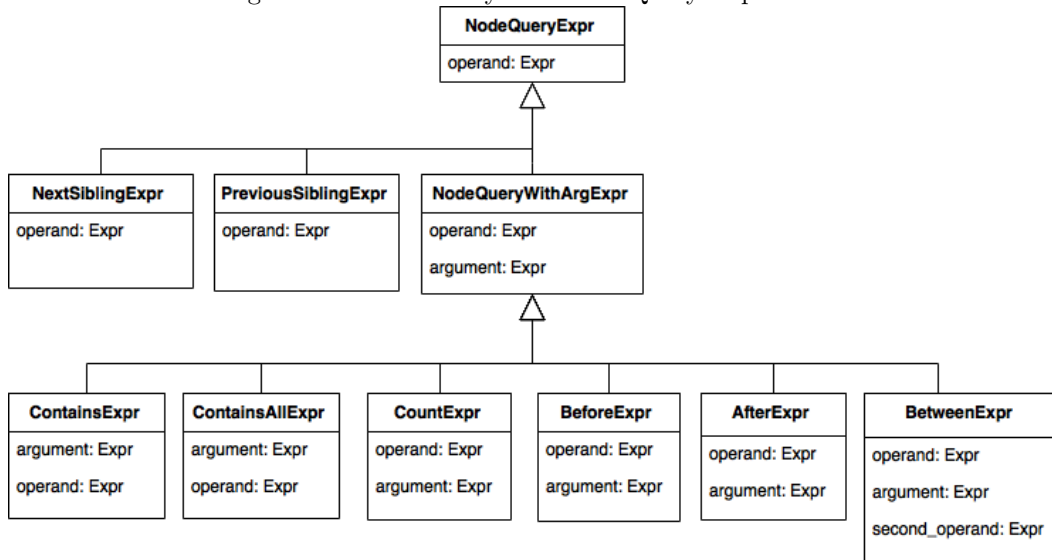 NodeQueryExpr
operand: Expr
NextSiblingExpr
operand: Expr
PreviousSiblingExpr
operand: Expr
NodeQueryWithArgExpr
operand: Expr
argument: Expr
ContainsExpr
argument: Expr
operand: Expr
ContainsAllExpr
argument: Expr
operand: Expr
CountExpr
operand: Expr
argument: Expr
BeforeExpr
operand: Expr
argument: Expr
AfterExpr
operand: Expr
argument: Expr
BetweenExpr
operand: Expr
argument: Expr
second_operand: Expr